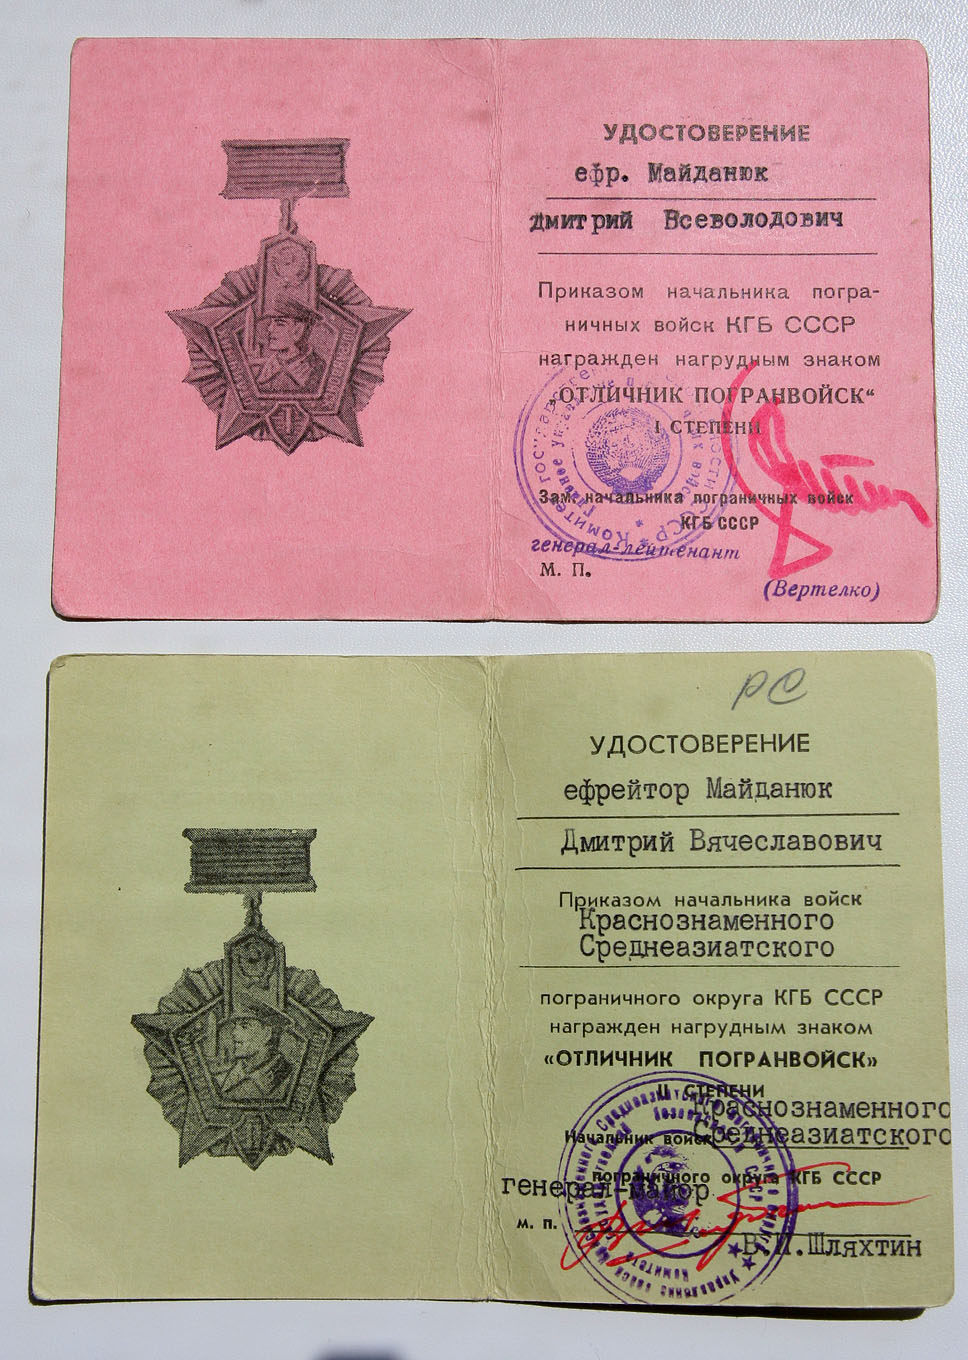 УДОСТОВЕРЕНИЕ
ефр. Майданюк
Дмитрий Всеволодович
Приказом начальника погра-
ничных войск КГБ СССР
награжден нагрудным знаком
„ОТЛИЧНИК ПОГРАНВОЙСК“
I СТЕПЕНИ
Зам. начальника пограничных войск
КГБ СССР
генерал-лейтенант
М. П.
(Вертелко)
РС
УДОСТОВЕРЕНИЕ
ефрейтор Майданюк
Дмитрий Вячеславович
Приказом начальника войск
Краснознаменного
Среднеазиатского
пограничного округа КГБ СССР
награжден нагрудным знаком
«ОТЛИЧНИК ПОГРАНВОЙСК»
II СТЕПЕНИ
Краснознаменного
Начальник войск Среднеазиатского
пограничного округа КГБ СССР
генерал-майор
м. п.
В.И.Шляхтин